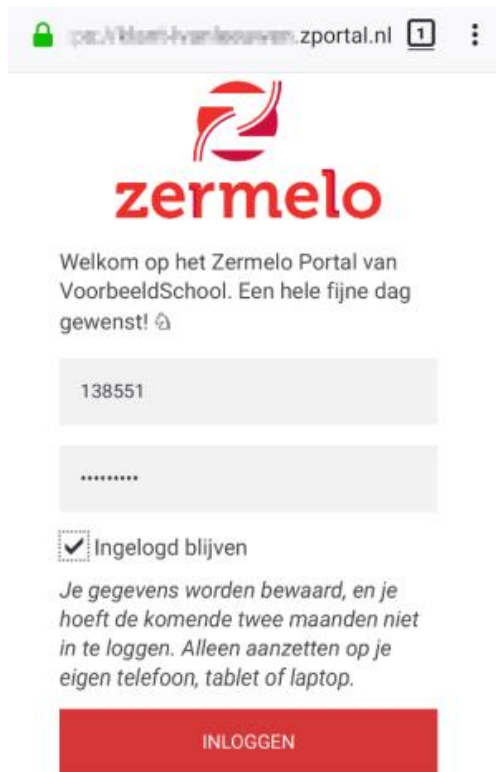 .zportal.nl 1
zermelo
Welkom op het Zermelo Portal van
VoorbeeldSchool. Een hele fijne dag
gewenst!
138551
•••••••••
Ingelogd blijven
Je gegevens worden bewaard, en je
hoeft de komende twee maanden niet
in te loggen. Alleen aanzetten op je
eigen telefoon, tablet of laptop.
INLOGGEN